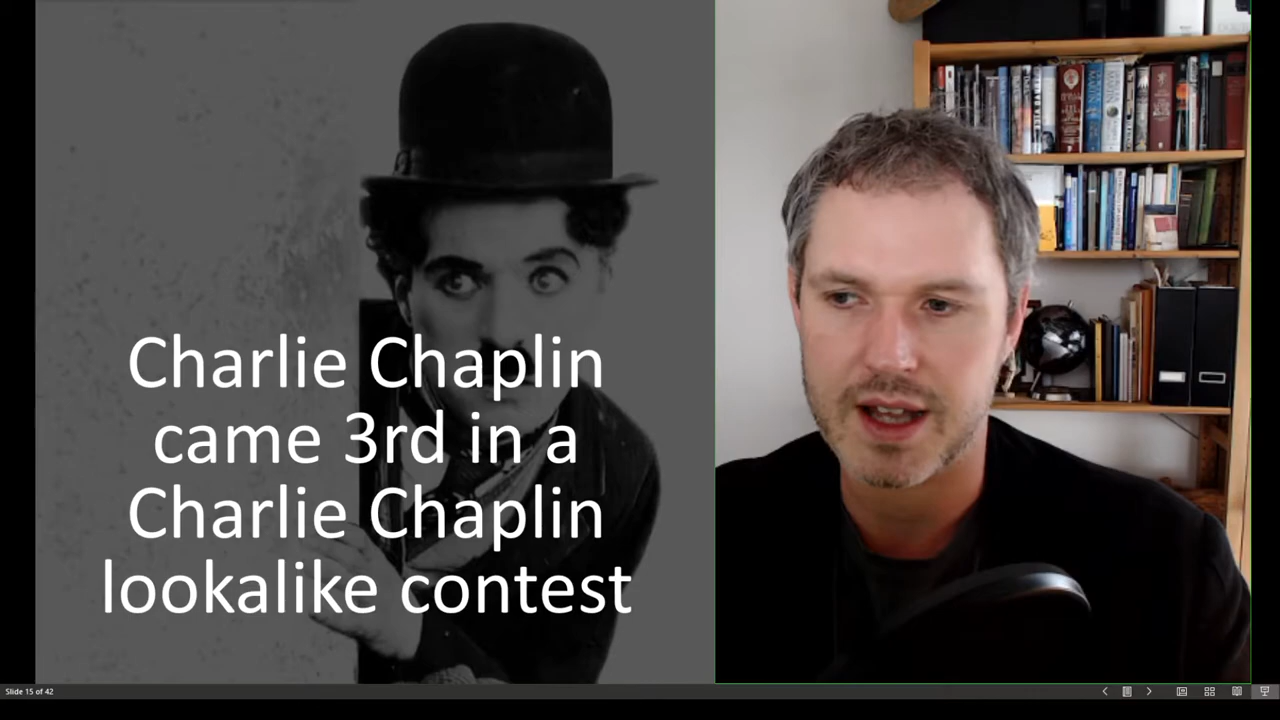 Charlie Chaplin
came 3rd in a
Charlie Chaplin
lookalike contest
Slide 15 of 42